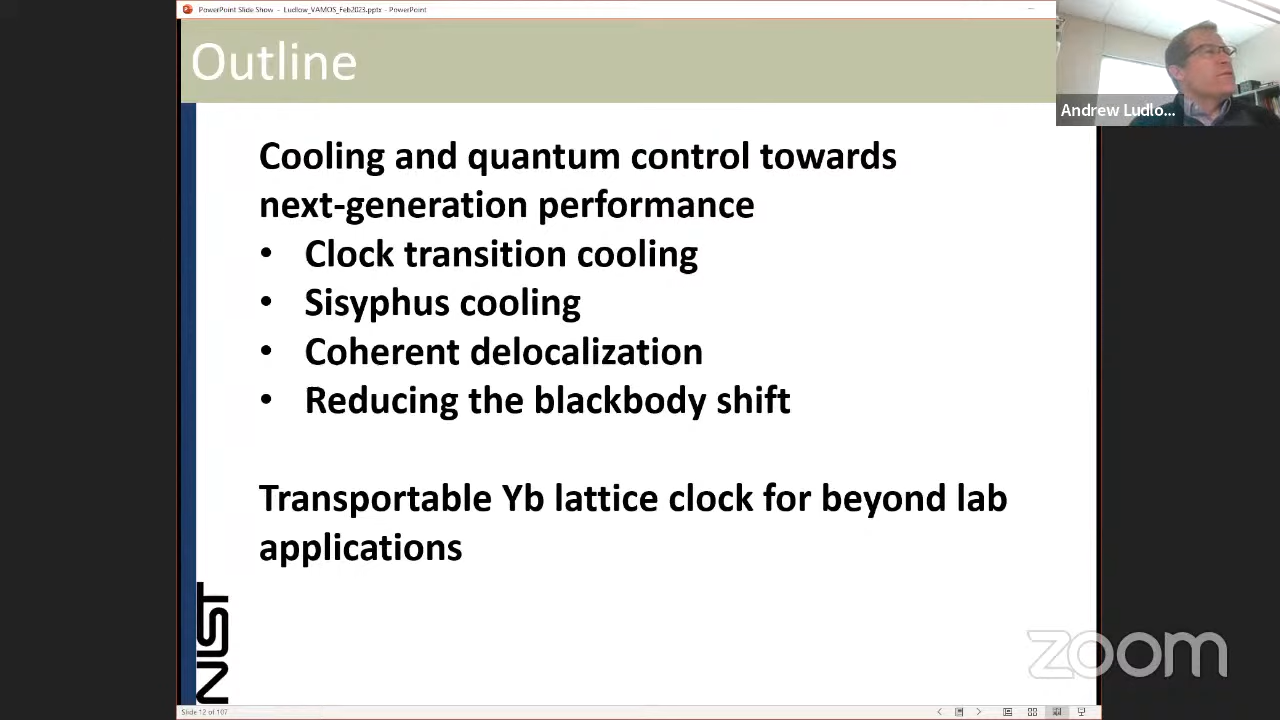 PowerPoint Slide Show - Ludlow_VAMOS_Feb2023.pptx - PowerPoint
Outline
Andrew Ludlo...
Cooling and quantum control towards
next-generation performance
• Clock transition cooling
• Sisyphus cooling
• Coherent delocalization
• Reducing the blackbody shift
Transportable Yb lattice clock for beyond lab
applications
NIST
zoom
Slide 12 of 107